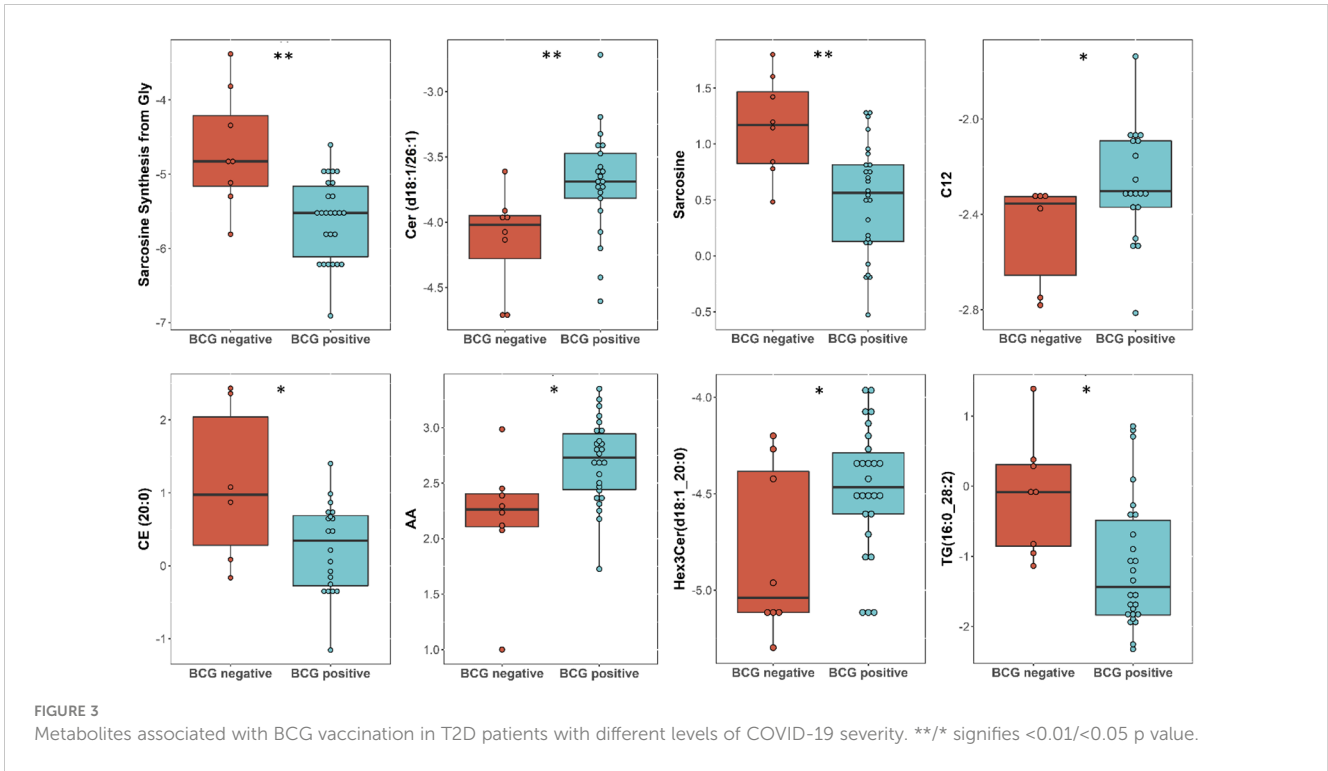 Sarcosine Synthesis from Gly
-4
-5
-6
-7
**
BCG negative
BCG positive
Cer (d18:1/26:1)
-3.0
-3.5
-4.0
-4.5
**
BCG negative
BCG positive
Sarcosine
1.5
1.0
0.5
0.0
-0.5
**
BCG negative
BCG positive
C12
-2.0
-2.4
-2.8
*
BCG negative
BCG positive
CE (20:0)
2
1
0
-1
*
BCG negative
BCG positive
AA
3.0
2.5
2.0
1.5
1.0
*
BCG negative
BCG positive
Hex3Cer(d18:1_20:0)
-4.0
-4.5
-5.0
*
BCG negative
BCG positive
TG(16:0_28:2)
1
0
-1
-2
*
BCG negative
BCG positive
FIGURE 3
Metabolites associated with BCG vaccination in T2D patients with different levels of COVID-19 severity. **/* signifies <0.01/<0.05 p value.